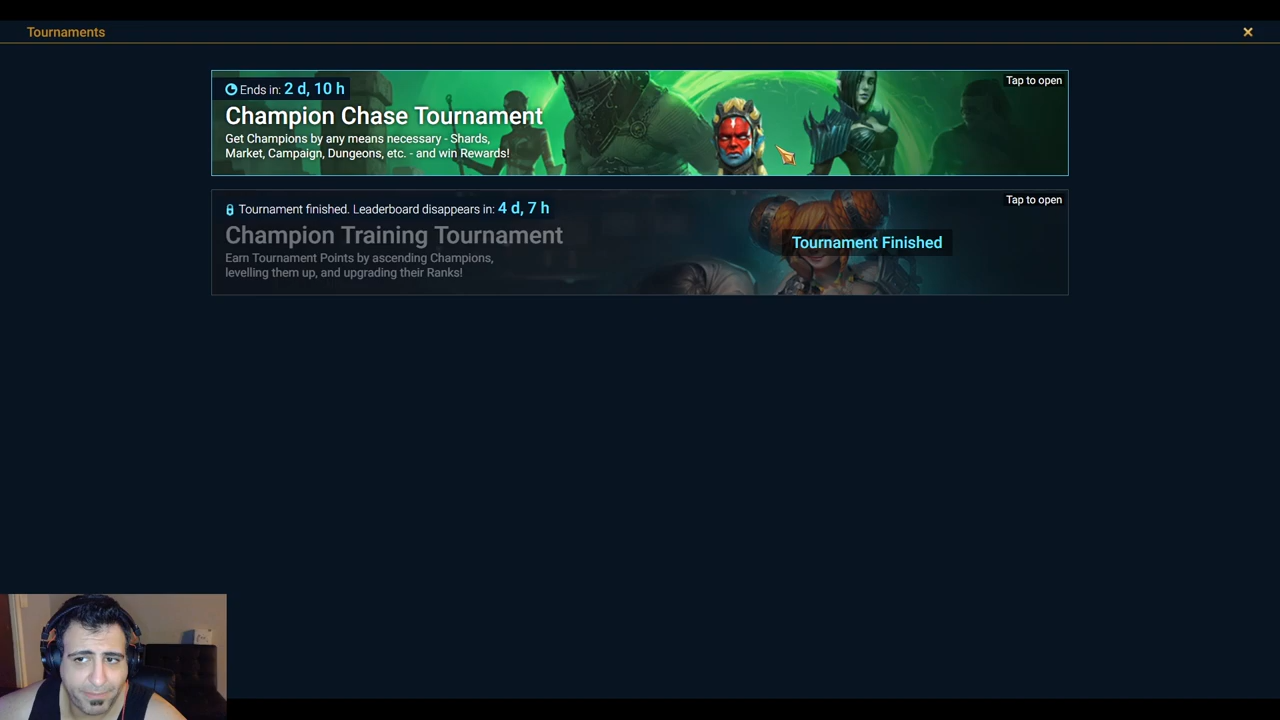 Tournaments
Ends in: 2 d, 10 h
Tap to open
Champion Chase Tournament
Get Champions by any means necessary - Shards,
Market, Campaign, Dungeons, etc. - and win Rewards!
Tournament finished. Leaderboard disappears in: 4 d, 7 h
Tap to open
Champion Training Tournament
Tournament Finished
Earn Tournament Points by ascending Champions,
levelling them up, and upgrading their Ranks!